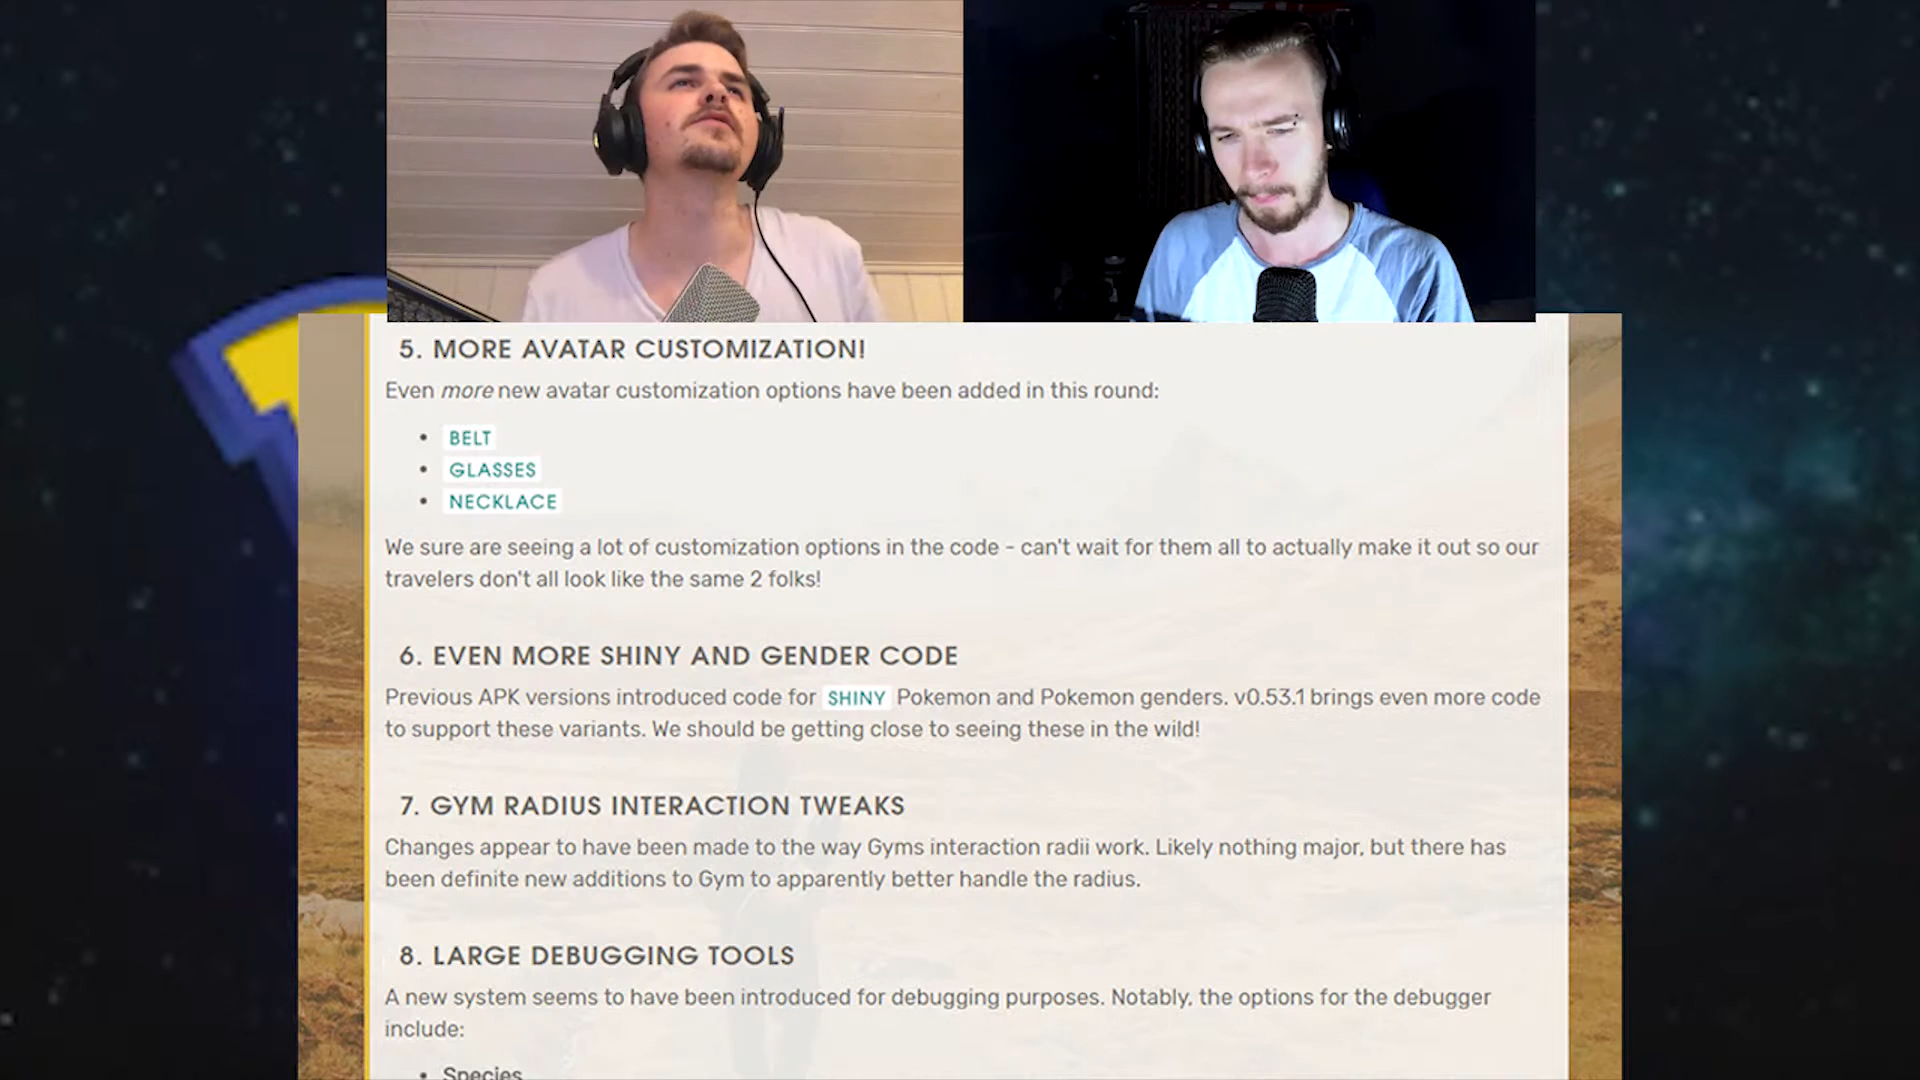 5. MORE AVATAR CUSTOMIZATION!
Even more new avatar customization options have been added in this round:
• BELT
• GLASSES
• NECKLACE
We sure are seeing a lot of customization options in the code - can't wait for them all to actually make it out so our
travelers don't all look like the same 2 folks!
6. EVEN MORE SHINY AND GENDER CODE
Previous APK versions introduced code for SHINY Pokemon and Pokemon genders. v0.53.1 brings even more code
to support these variants. We should be getting close to seeing these in the wild!
7. GYM RADIUS INTERACTION TWEAKS
Changes appear to have been made to the way Gyms interaction radii work. Likely nothing major, but there has
been definite new additions to Gym to apparently better handle the radius.
8. LARGE DEBUGGING TOOLS
A new system seems to have been introduced for debugging purposes. Notably, the options for the debugger
include:
• Species